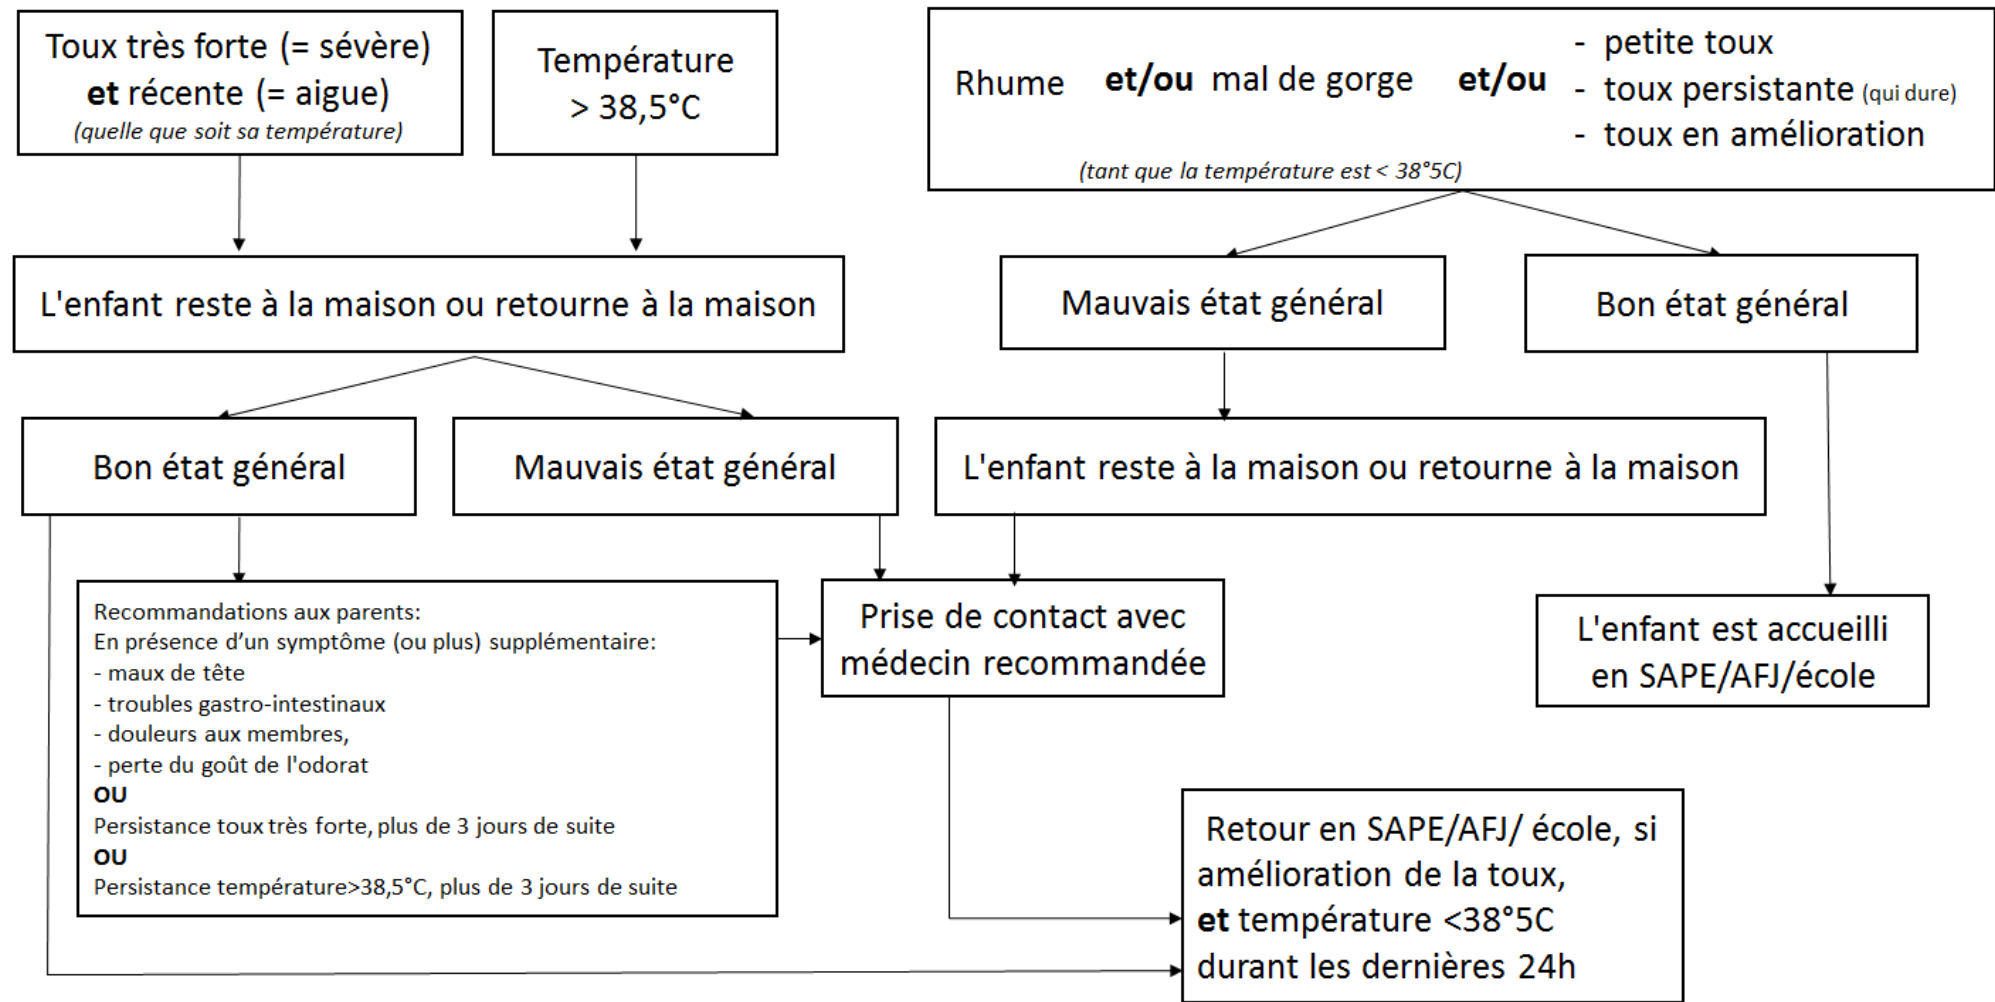 Toux très forte (= sévère)
et récente (= aigue)
(quelle que soit sa température)
Température
> 38,5°C
Rhume et/ou mal de gorge et/ou
- petite toux
- toux persistante (qui dure)
- toux en amélioration
(tant que la température est < 38°5C)
L'enfant reste à la maison ou retourne à la maison
Mauvais état général
Bon état général
Bon état général
Mauvais état général
L'enfant reste à la maison ou retourne à la maison
Recommandations aux parents:
En présence d’un symptôme (ou plus) supplémentaire:
- maux de tête
- troubles gastro-intestinaux
- douleurs aux membres,
- perte du goût de l'odorat
OU
Persistance toux très forte, plus de 3 jours de suite
OU
Persistance température>38,5°C, plus de 3 jours de suite
Prise de contact avec
médecin recommandée
L'enfant est accueilli
en SAPE/AFJ/école
Retour en SAPE/AFJ/ école, si
amélioration de la toux,
et température <38°5C
durant les dernières 24h